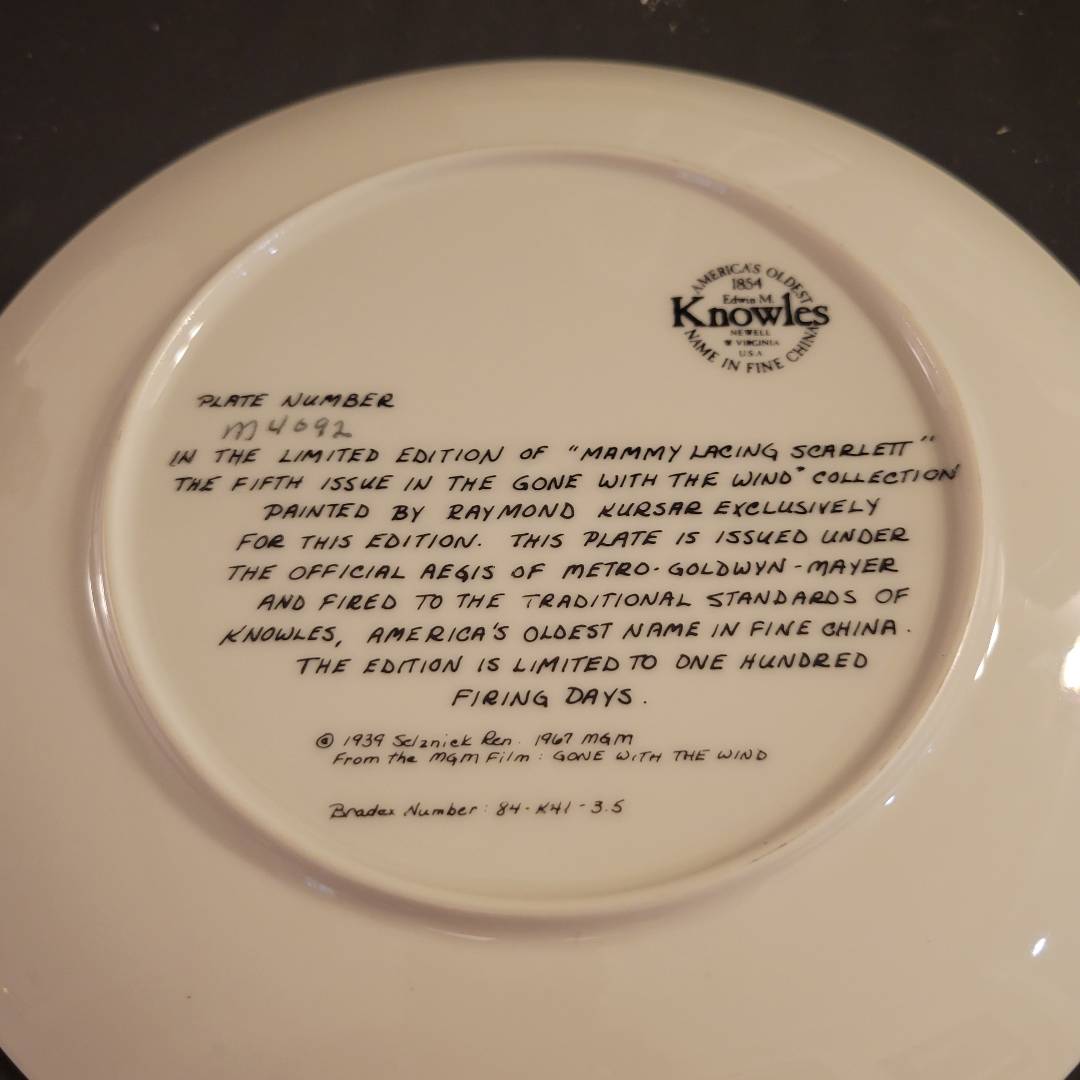 AMERICA'S OLDEST
1854
Edwin M.
Knowles
NEWELL
W VIRGINIA
U.S.A
NAME IN FINE CHINA
PLATE NUMBER
M4092
IN THE LIMITED EDITION OF "MAMMY LACING SCARLETT"
THE FIFTH ISSUE IN THE GONE WITH THE WIND" COLLECTION
PAINTED BY RAYMOND KURSAR EXCLUSIVELY
FOR THIS EDITION. THIS PLATE IS ISSUED UNDER
THE OFFICIAL AEGIS OF METRO-GOLDWYN-MAYER
AND FIRED TO THE TRADITIONAL STANDARDS OF
KNOWLES, AMERICA'S OLDEST NAME IN FINE CHINA.
THE EDITION IS LIMITED TO ONE HUNDRED
FIRING DAYS.
© 1939 Selznick Ren. 1967 MGM
From the MGM Film: GONE WITH THE WIND
Bradex Number: 84-K41-3.5